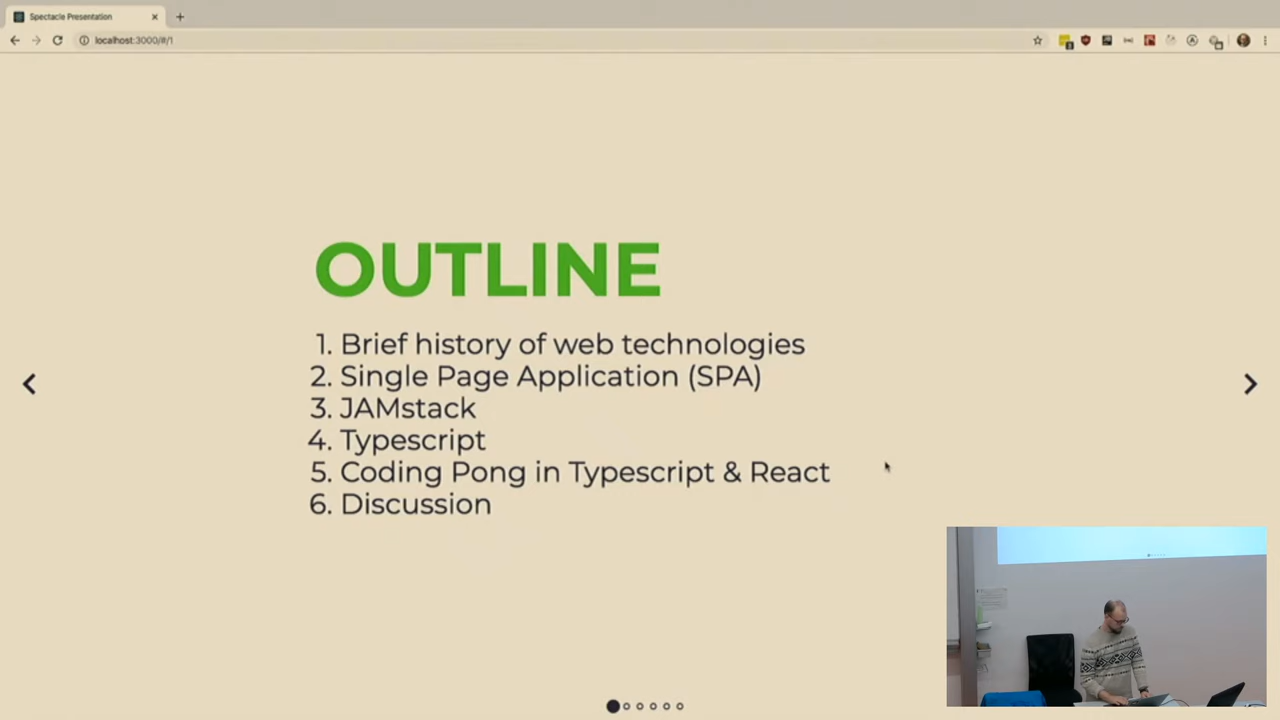 Spectacle Presentation
localhost:3000/#/1
OUTLINE
1. Brief history of web technologies
2. Single Page Application (SPA)
3. JAMstack
4. Typescript
5. Coding Pong in Typescript & React
6. Discussion